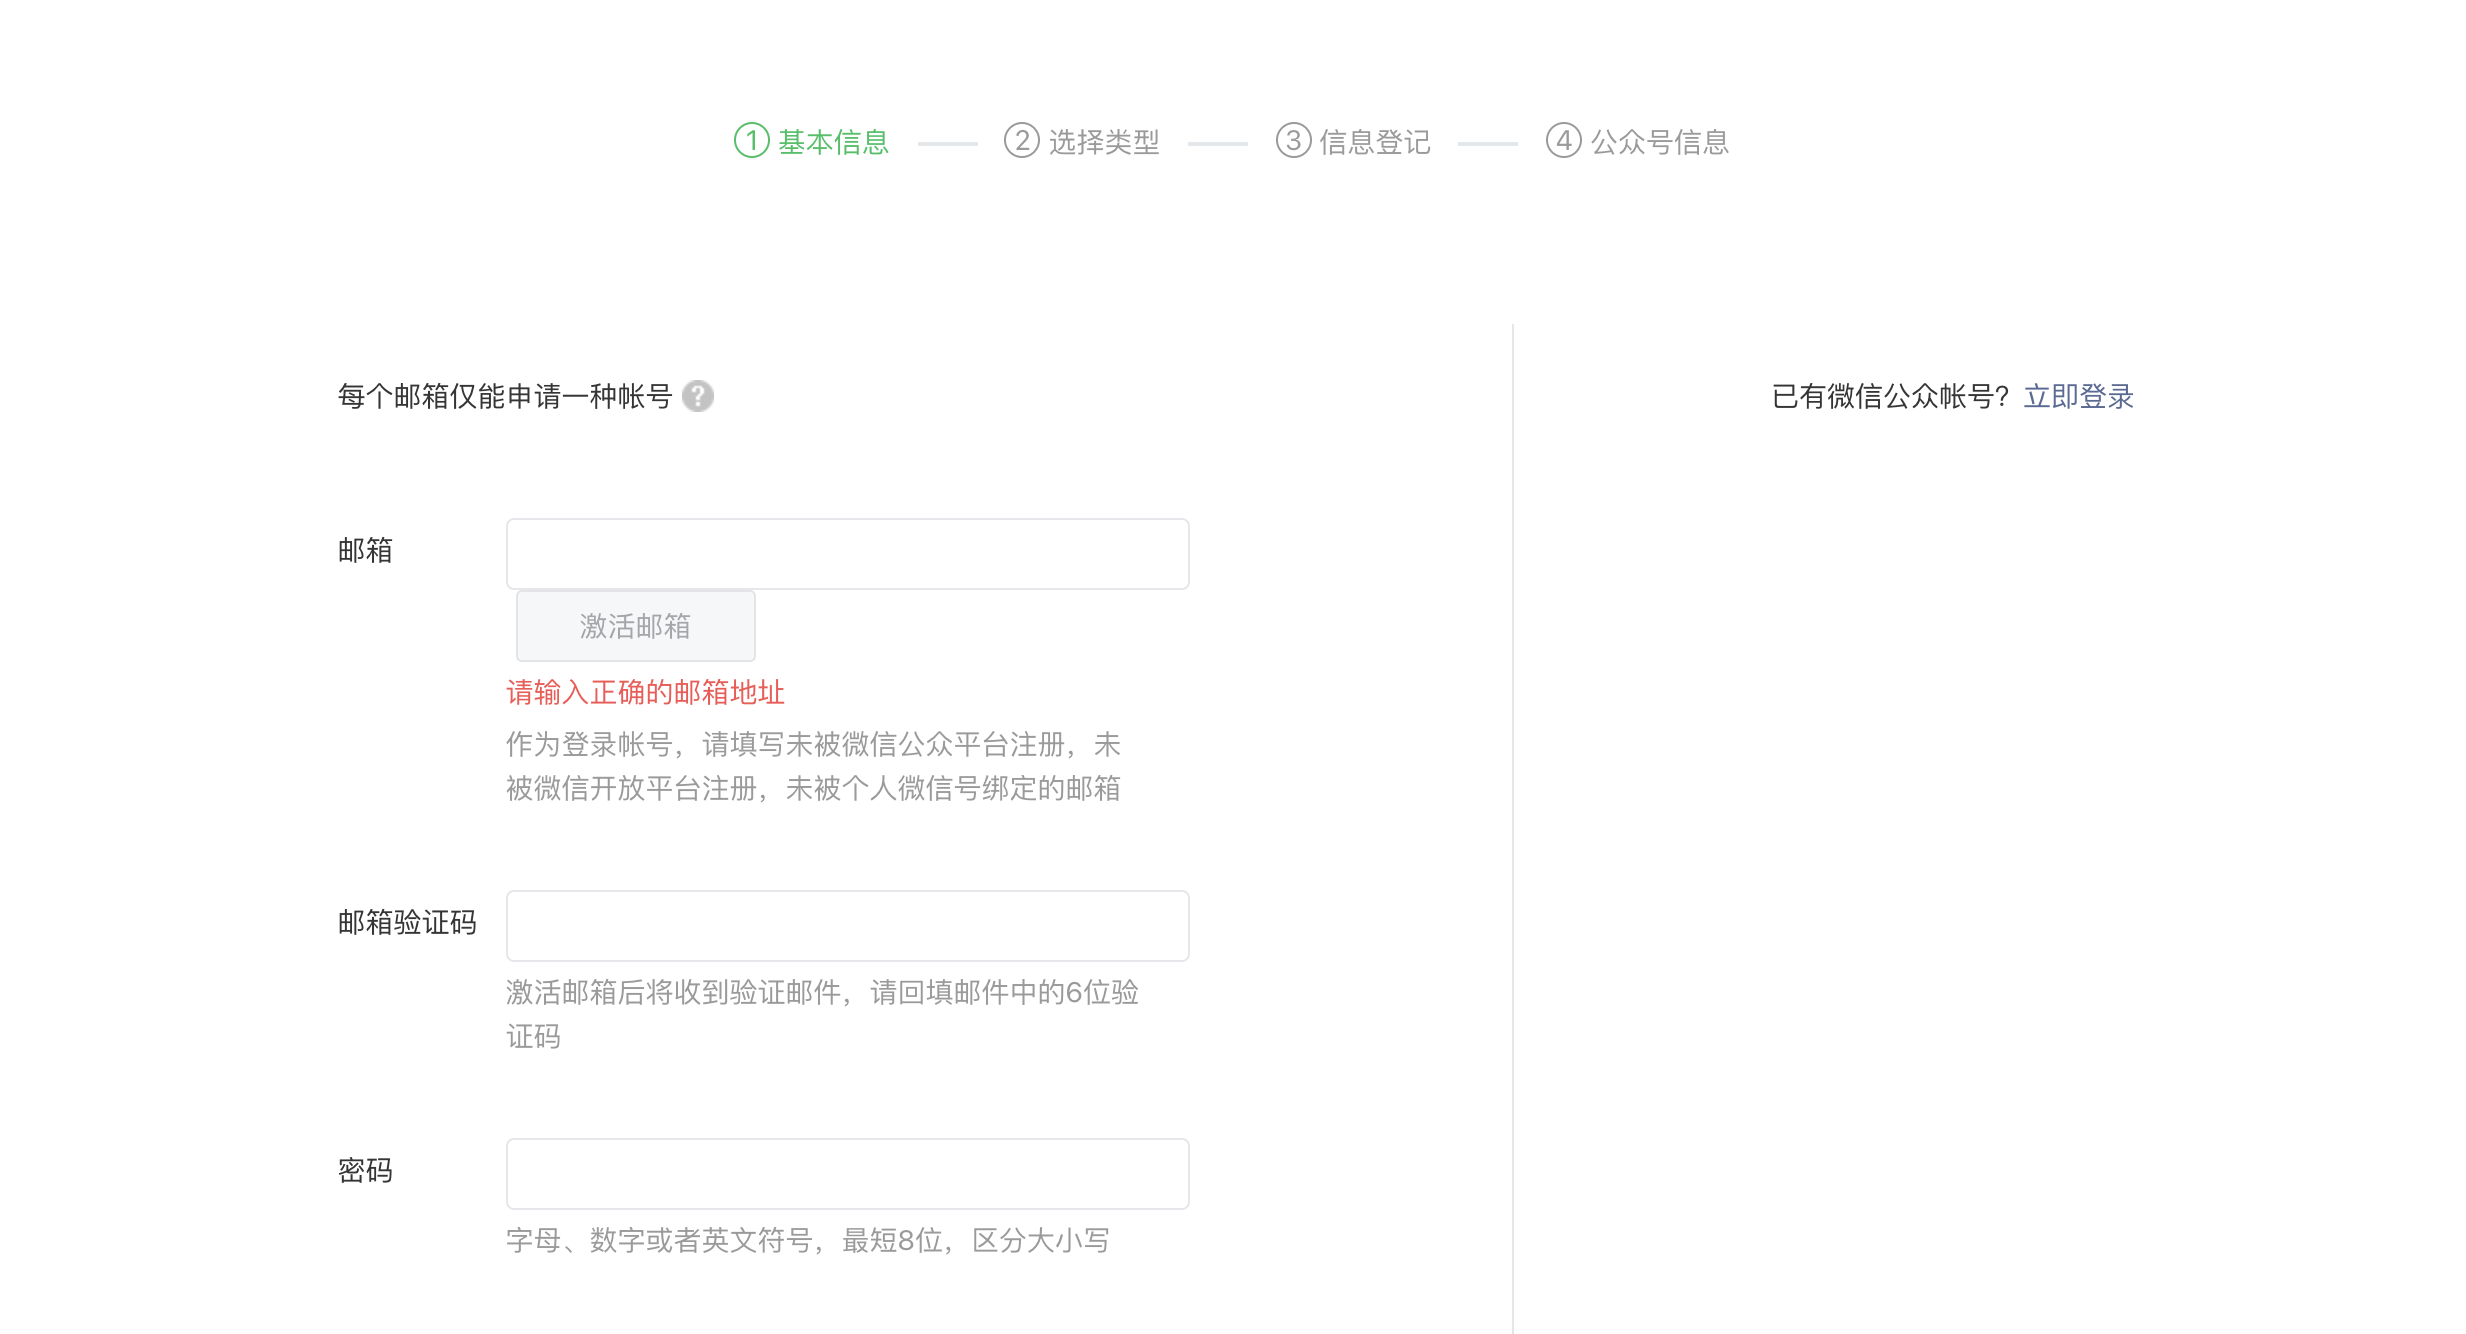 ① 基本信息 ② 选择类型 ③ 信息登记 ④ 公众号信息
每个邮箱仅能申请一种帐号 ?
已有微信公众帐号？立即登录
邮箱
激活邮箱
请输入正确的邮箱地址
作为登录帐号，请填写未被微信公众平台注册，未
被微信开放平台注册，未被个人微信号绑定的邮箱
邮箱验证码
激活邮箱后将收到验证邮件，请回填邮件中的6位验
证码
密码
字母、数字或者英文符号，最短8位，区分大小写